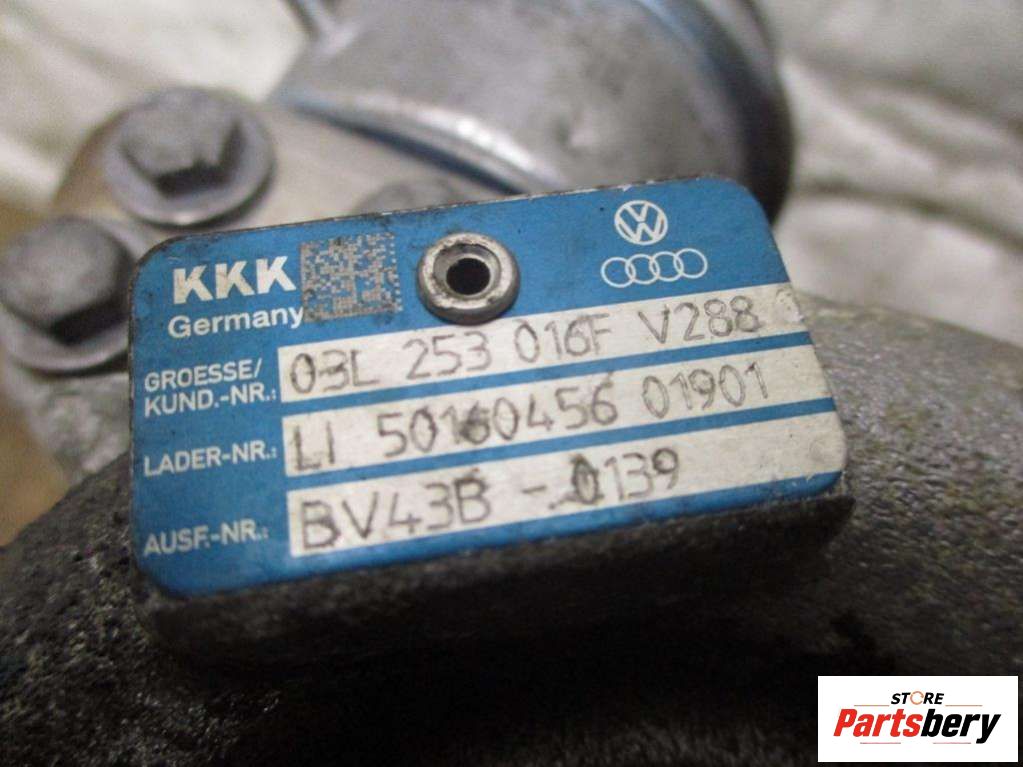 KKK
Germany
VW
GROESSE/
KUND.-NR.: 03L 253 016F V288
LADER-NR.: LI 50160456 01901
AUSF.-NR.: BV43B - 0139
STORE
Partsbery